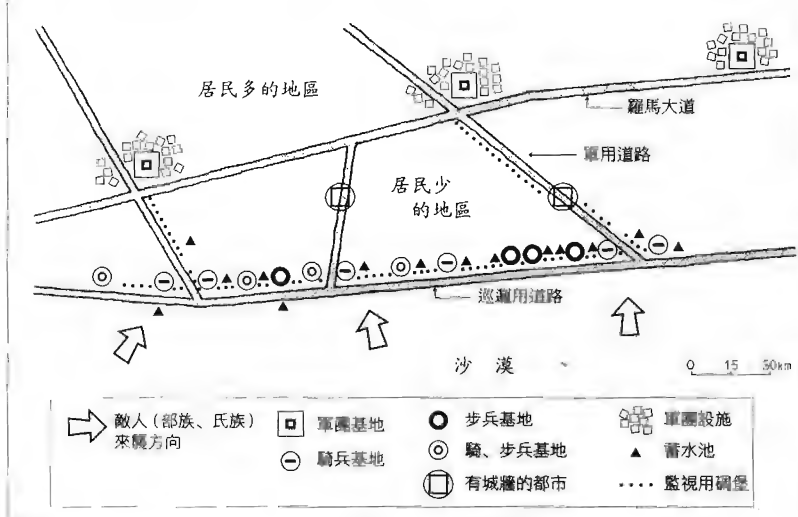 居民多的地區
羅馬大道
軍用道路
居民少
的地區
巡邏用道路
沙漠
0 15 30km
敵人(部族、氏族)
來襲方向
軍團基地
騎兵基地
步兵基地
騎、步兵基地
有城牆的都市
軍團設施
蓄水池
監視用碉堡